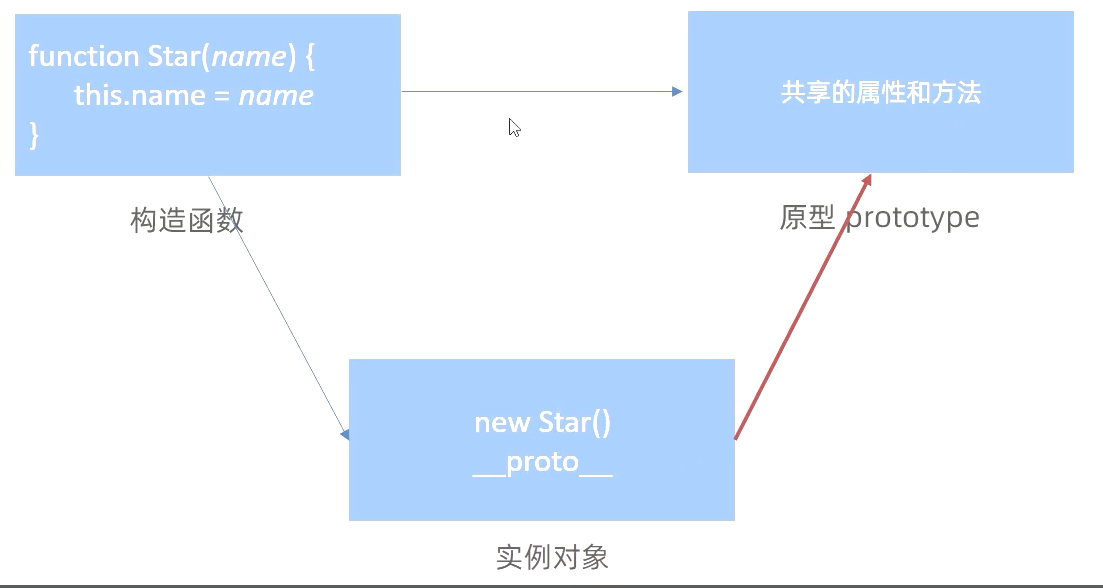 function Star(name) {
this.name = name
}
共享的属性和方法
构造函数
原型 prototype
new Star()
__proto__
实例对象